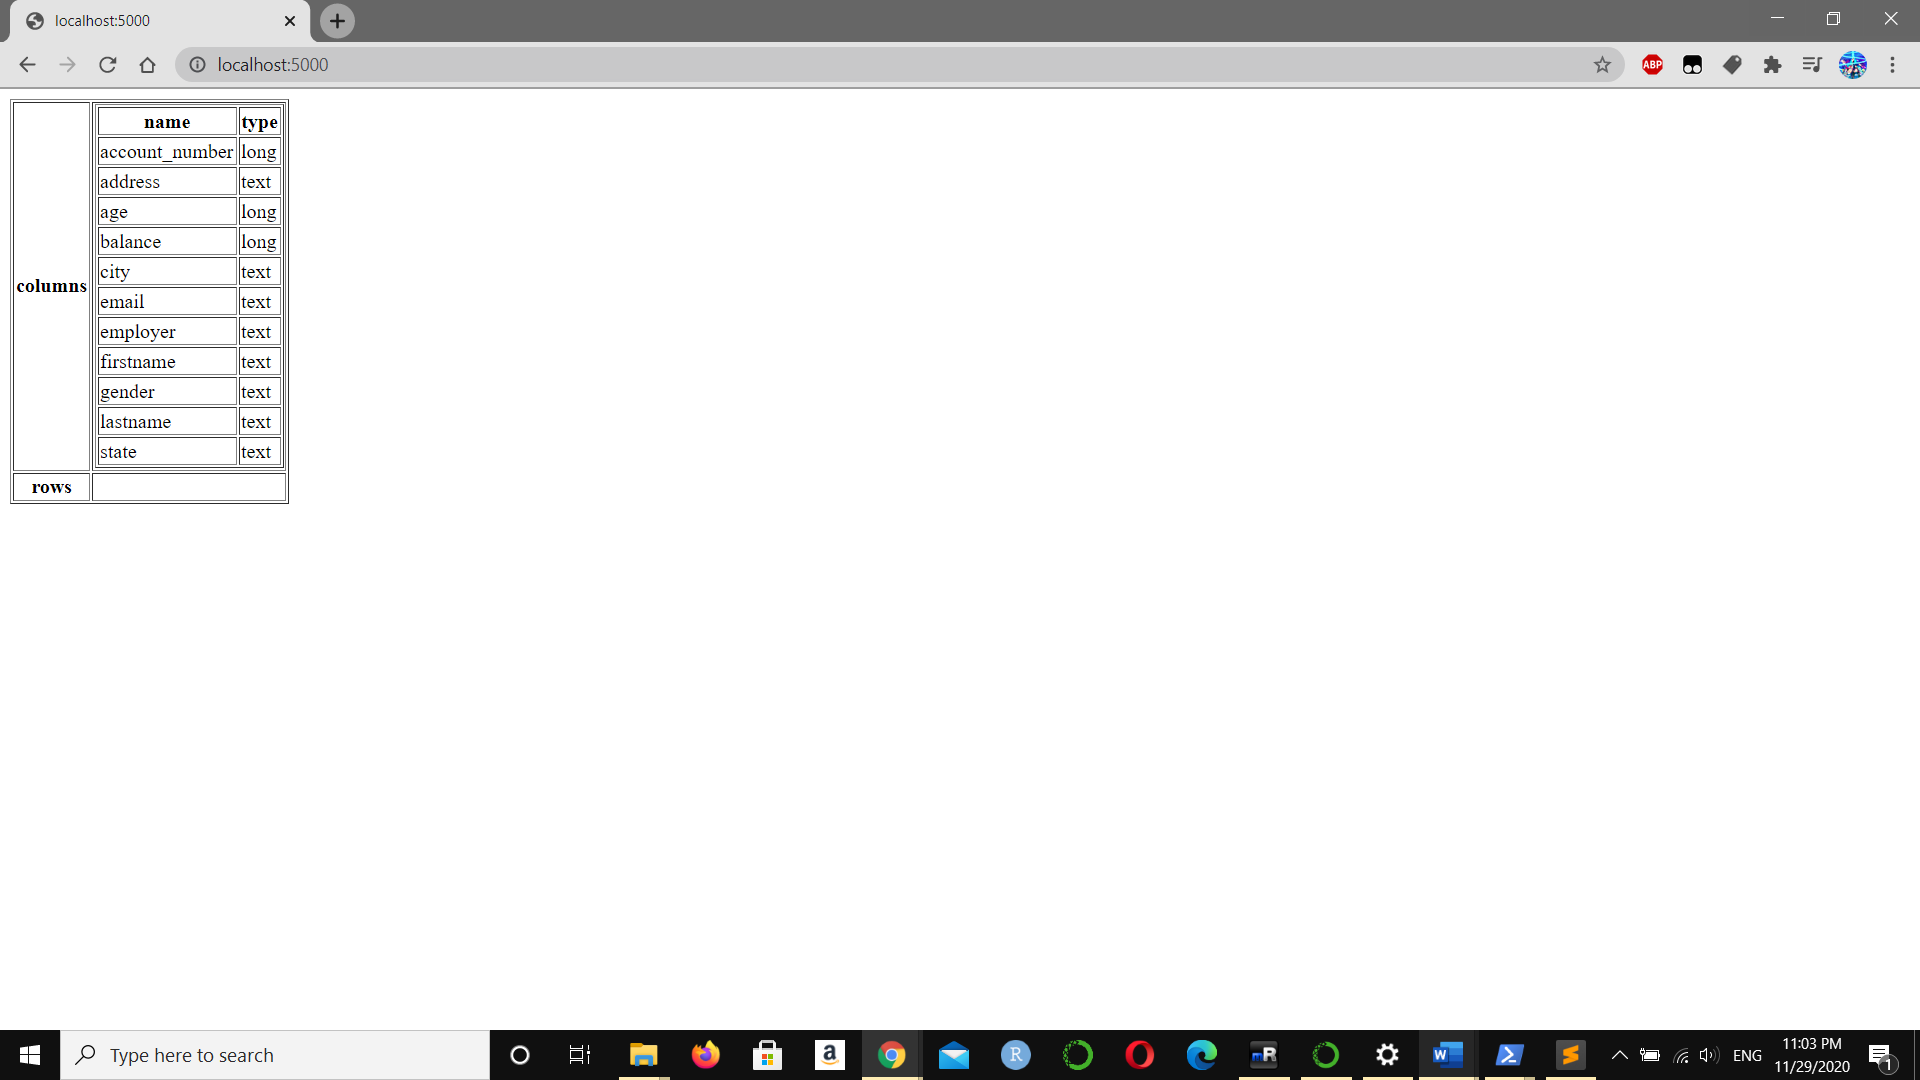 localhost:5000
localhost:5000
ABP
columns
name type
account_number long
address text
age long
balance long
city text
email text
employer text
firstname text
gender text
lastname text
state text
rows
Type here to search
a
R
mR
W
ENG
11:03 PM
11/29/2020
1